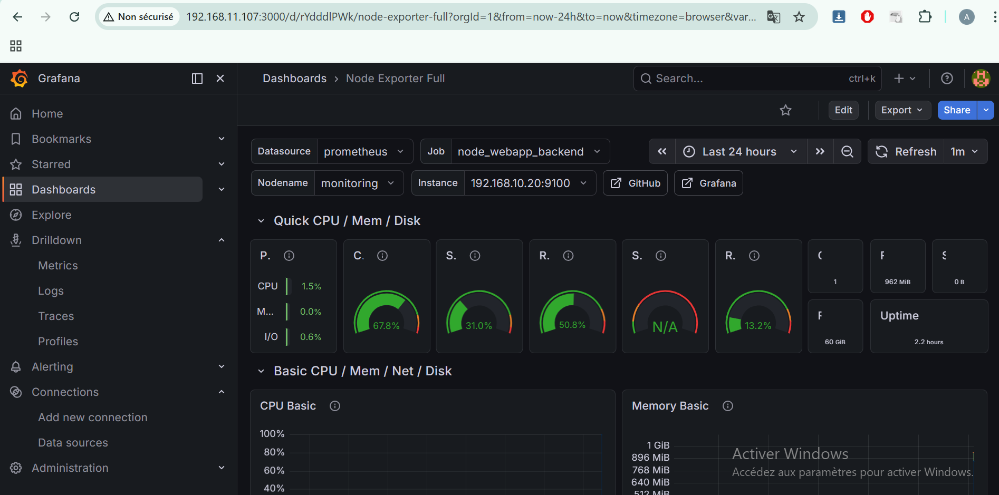 Non sécurisé 192.168.11.107:3000/d/rYdddlPWk/node-exporter-full?orgId=1&from=now-24h&to=now&timezone=browser&var...
A
Grafana
Dashboards › Node Exporter Full
Search... ctrl+k
Edit Export Share
Home
Bookmarks
Starred
Dashboards
Explore
Drilldown
Metrics
Logs
Traces
Profiles
Alerting
Connections
Add new connection
Data sources
Administration
Datasource prometheus Job node_webapp_backend
Last 24 hours Refresh 1m
Nodename monitoring Instance 192.168.10.20:9100 GitHub Grafana
Quick CPU / Mem / Disk
P.
CPU 1.5%
M... 0.0%
I/O 0.6%
C.
67.8%
S.
31.0%
R.
50.8%
S.
N/A
R.
13.2%
1
962 MiB
0 B
60 GiB
Uptime
2.2 hours
Basic CPU / Mem / Net / Disk
CPU Basic
100%
80%
60%
40%
Memory Basic
1 GiB
896 MiB
768 MiB
640 MiB
512 MiB
Activer Windows
Accédez aux paramètres pour activer Windows.